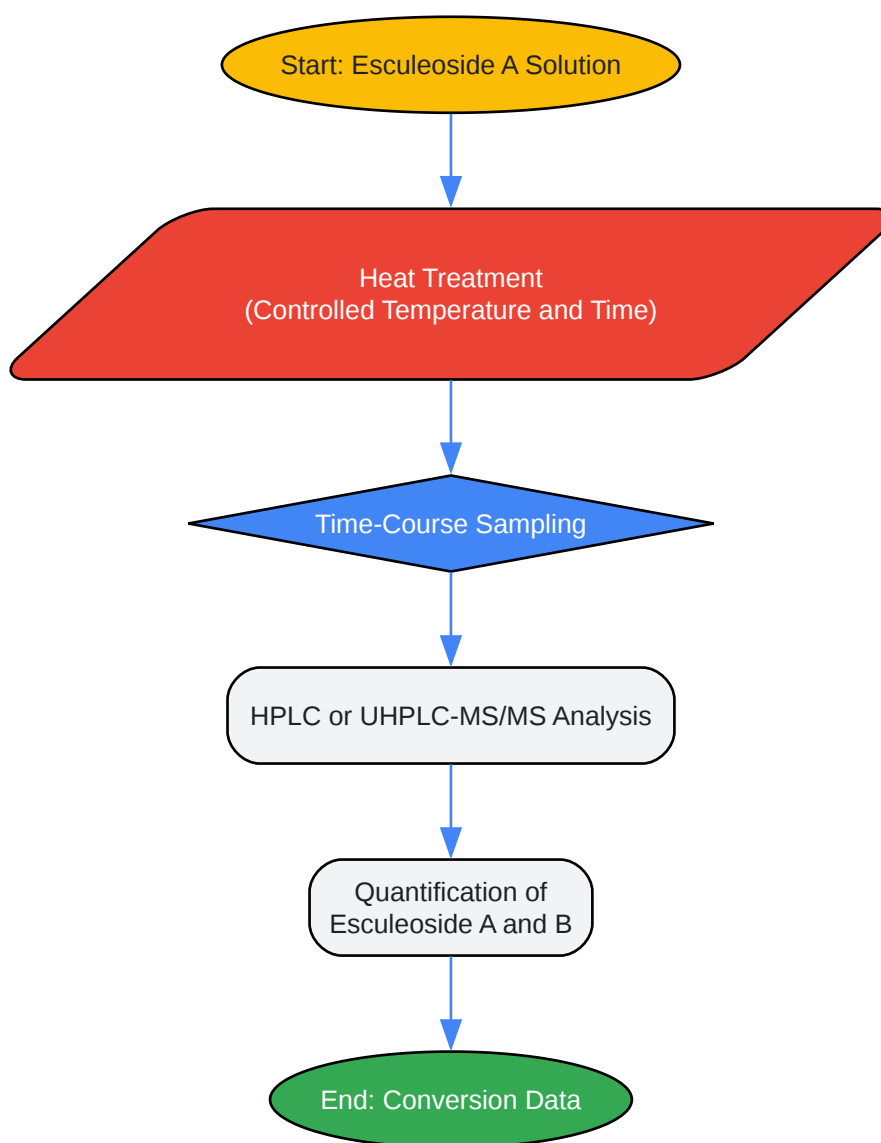 Start: Esculeoside A Solution
Heat Treatment
(Controlled Temperature and Time)
Time-Course Sampling
HPLC or UHPLC-MS/MS Analysis
Quantification of
Esculeoside A and B
End: Conversion Data